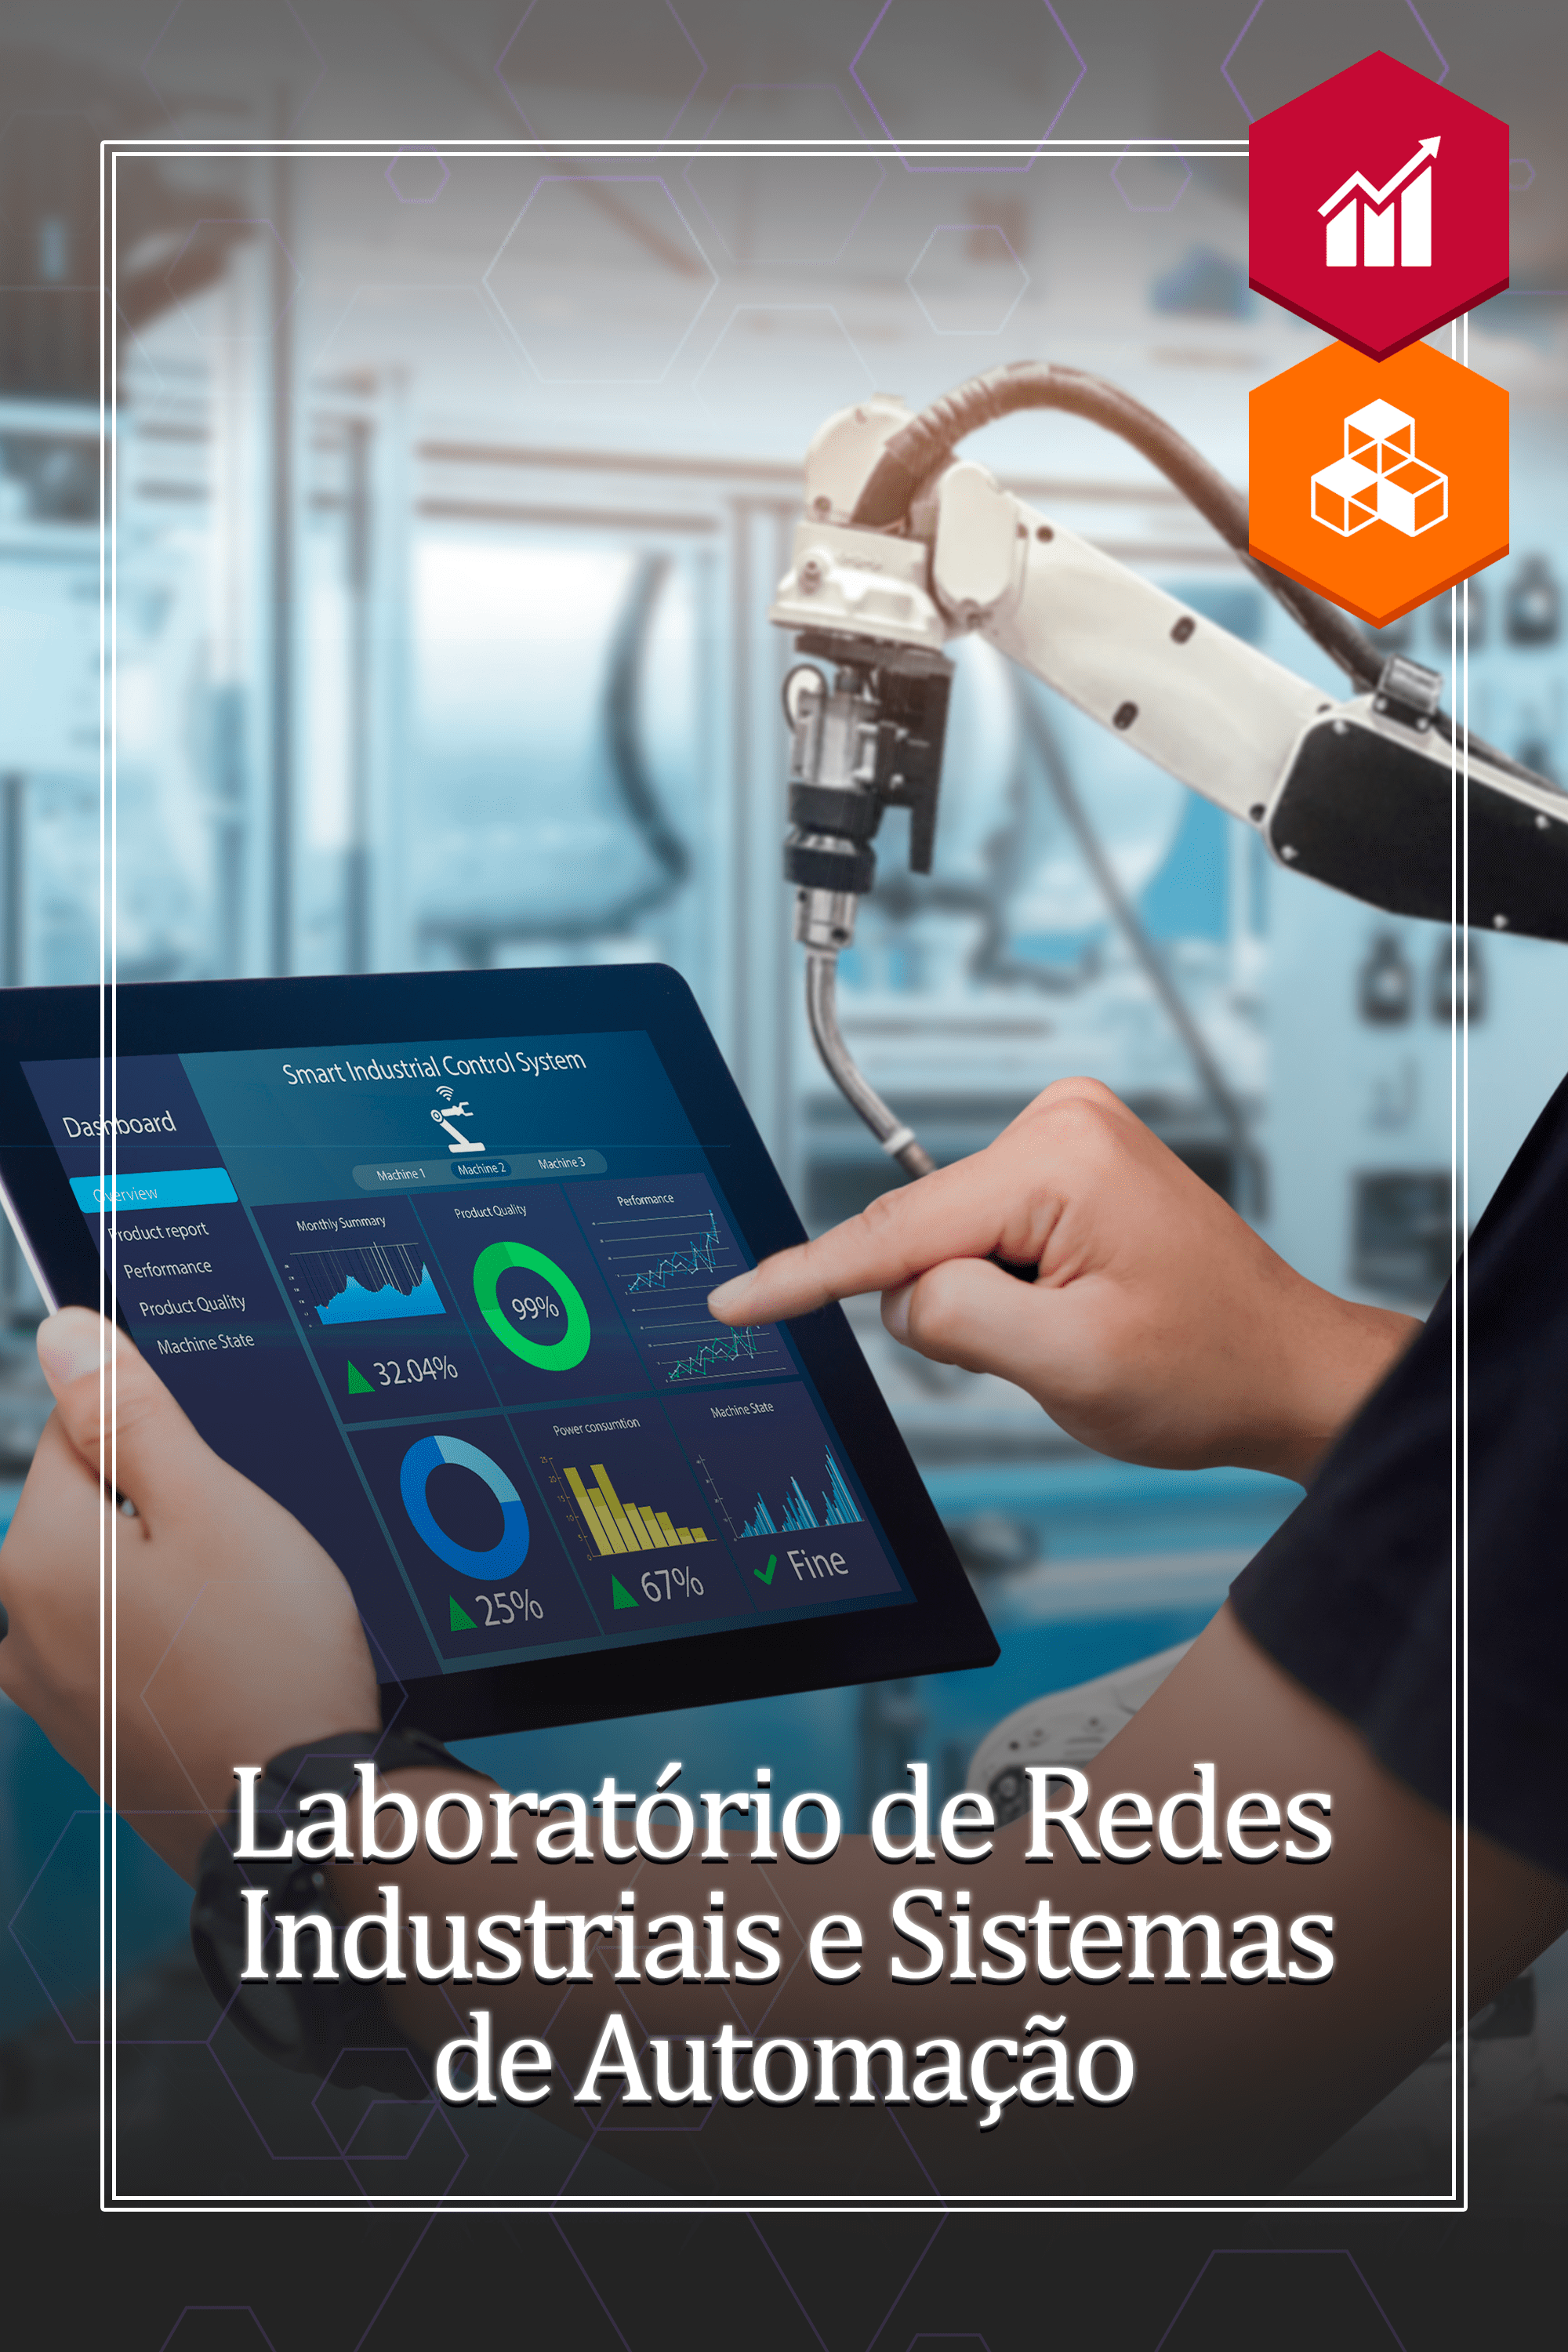 Smart Industrial Control System
Dashboard
Machine 1
Machine 2
Machine 3
Overview
Product report
Performance
Product Quality
Machine State
Monthly Summary
Product Quality
Performance
32.04%
99%
Power consumtion
Machine State
25%
67%
Fine
Laboratório de Redes
Industriais e Sistemas
de Automação